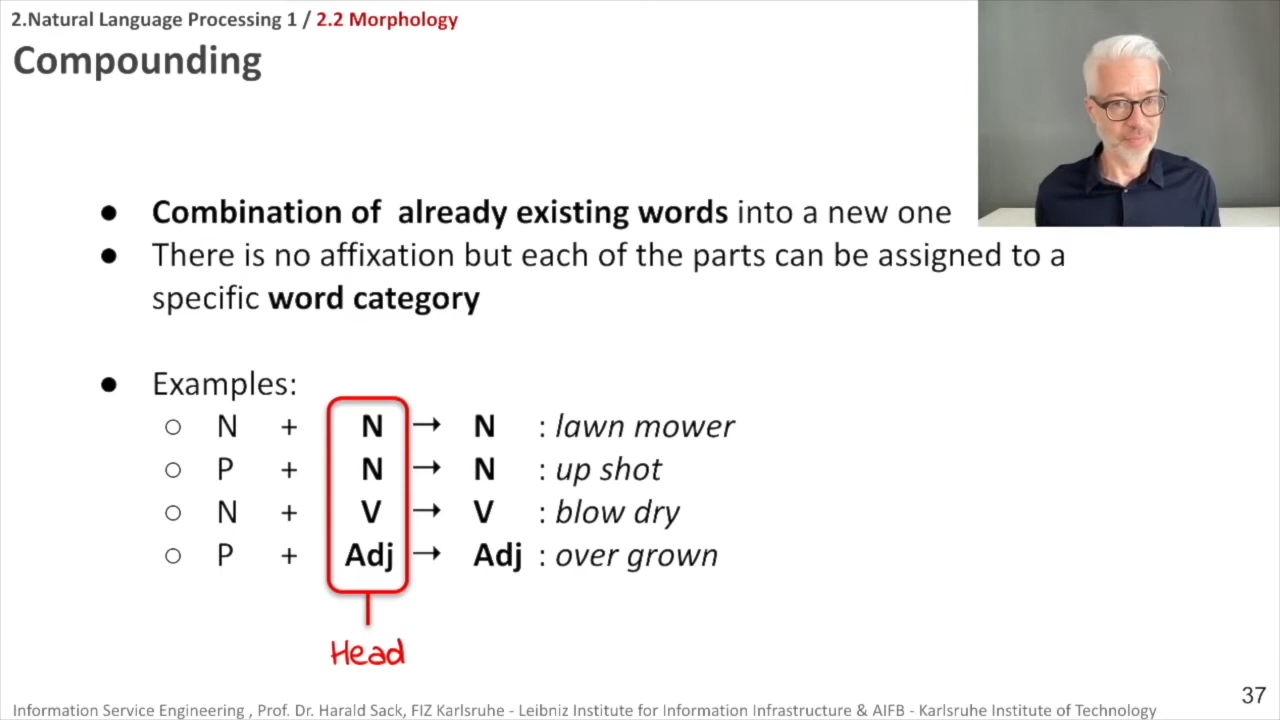 2.Natural Language Processing 1 / 2.2 Morphology
Compounding
● Combination of already existing words into a new one
● There is no affixation but each of the parts can be assigned to a
specific word category
● Examples:
○ N + N → N : lawn mower
○ P + N → N : up shot
○ N + V → V : blow dry
○ P + Adj → Adj : over grown
Head
37
Information Service Engineering , Prof. Dr. Harald Sack, FIZ Karlsruhe - Leibniz Institute for Information Infrastructure & AIFB - Karlsruhe Institute of Technology